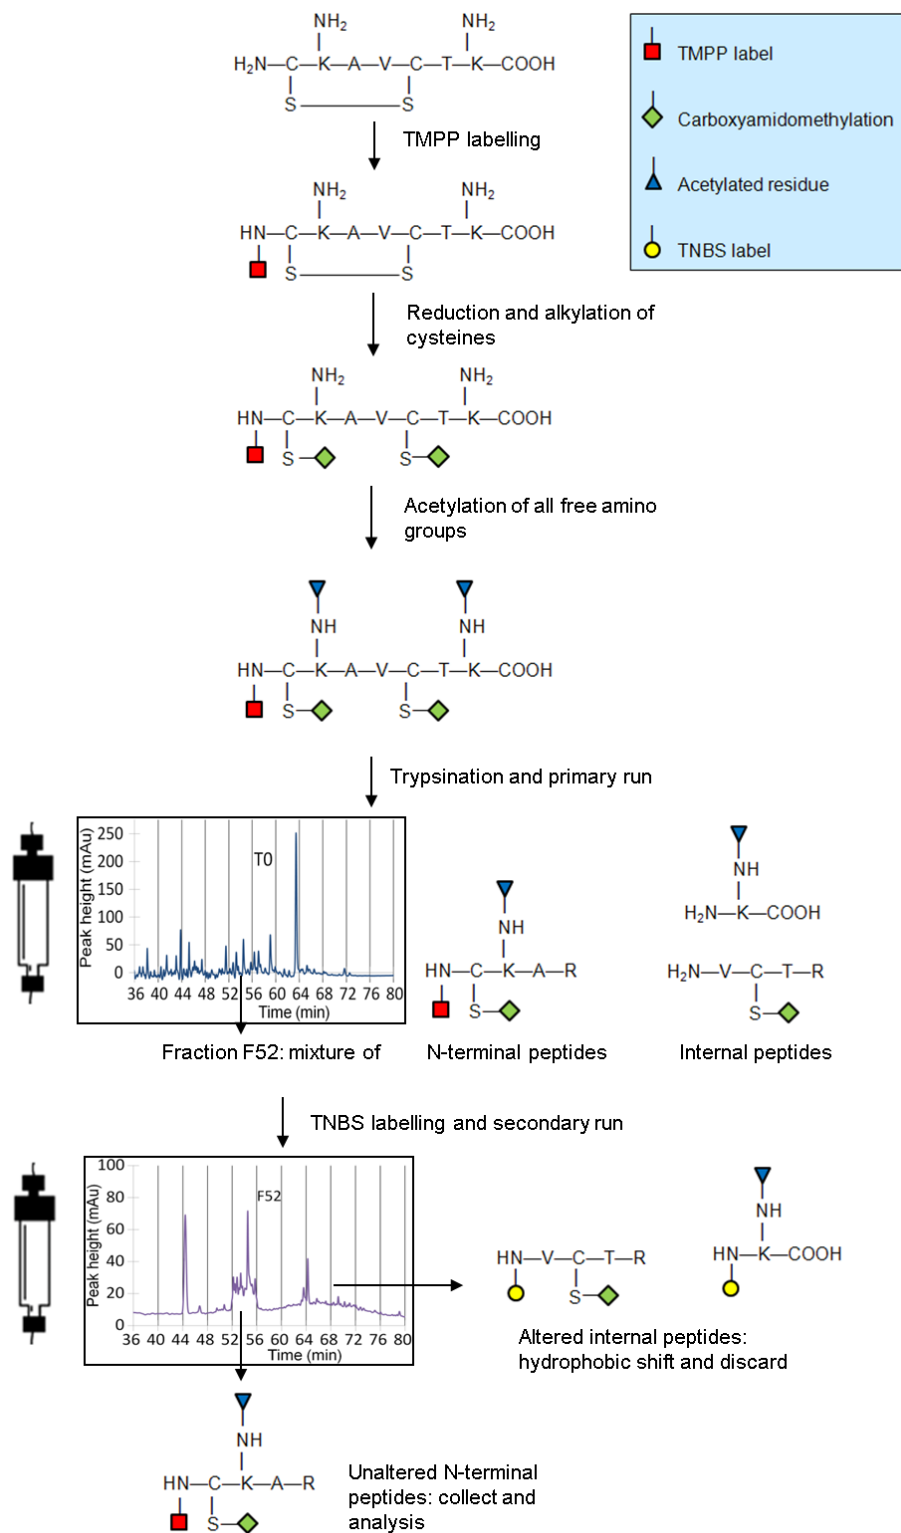 NH2
NH2
H2N—C—K—A—V—C—T—K—COOH
S
S
TMPP label
Carboxyamidomethylation
Acetylated residue
TNBS label
TMPP labelling
NH2
NH2
HN—C—K—A—V—C—T—K—COOH
S
S
Reduction and alkylation of
cysteines
NH2
NH2
HN—C—K—A—V—C—T—K—COOH
S
S
Acetylation of all free amino
groups
NH
NH
HN—C—K—A—V—C—T—K—COOH
S
S
Trypsination and primary run
Peak height (mAu)
250
200
150
100
50
0
T0
36 40 44 48 52 56 60 64 68 72 76 80
Time (min)
NH
HN—C—K—A—R
S
NH
H2N—K—COOH
H2N—V—C—T—R
S
Fraction F52: mixture of
N-terminal peptides
Internal peptides
TNBS labelling and secondary run
Peak height (mAu)
100
80
60
40
20
0
F52
36 40 44 48 52 56 60 64 68 72 76 80
Time (min)
HN—V—C—T—R
S
NH
HN—K—COOH
Altered internal peptides:
hydrophobic shift and discard
NH
HN—C—K—A—R
S
Unaltered N-terminal
peptides: collect and
analysis